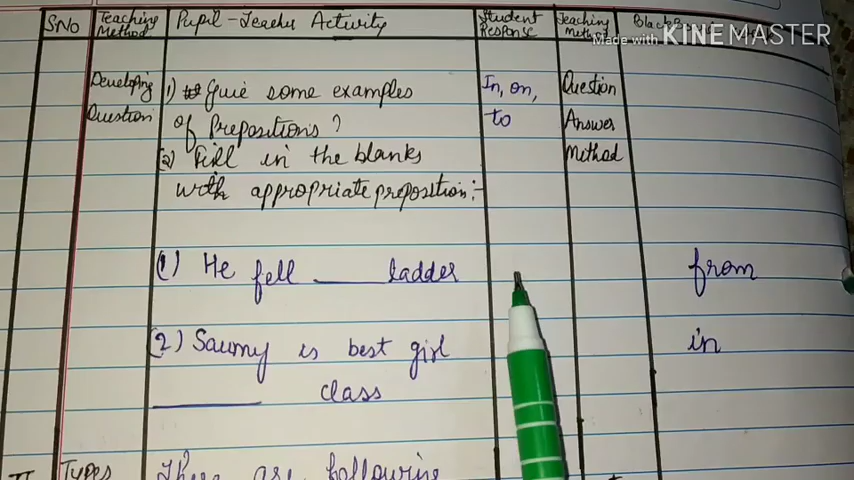 SNo Teaching Method Pupil-Teacher Activity Student Response Teaching Method
Made with KINEMASTER
Developing Question
1) Give some examples of Prepositions?
In, on, to
Question Answer Method
(2) Fill in the blanks
with appropriate preposition:-
(1) He fell ____ ladder from
(2) Saumy is best girl in
____ class
II Types There are following